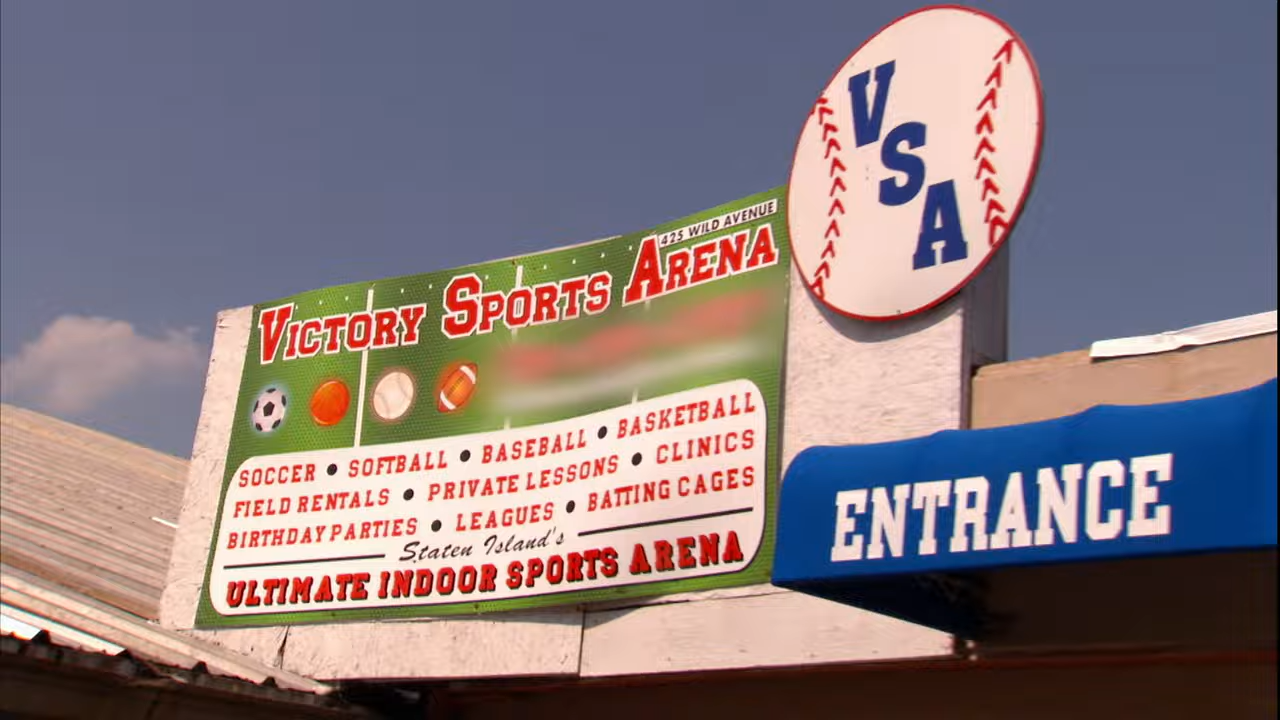 V
S
A
425 WILD AVENUE
VICTORY SPORTS ARENA
SOCCER • SOFTBALL • BASEBALL • BASKETBALL
FIELD RENTALS • PRIVATE LESSONS • CLINICS
BIRTHDAY PARTIES • LEAGUES • BATTING CAGES
Staten Island's
ULTIMATE INDOOR SPORTS ARENA
ENTRANCE